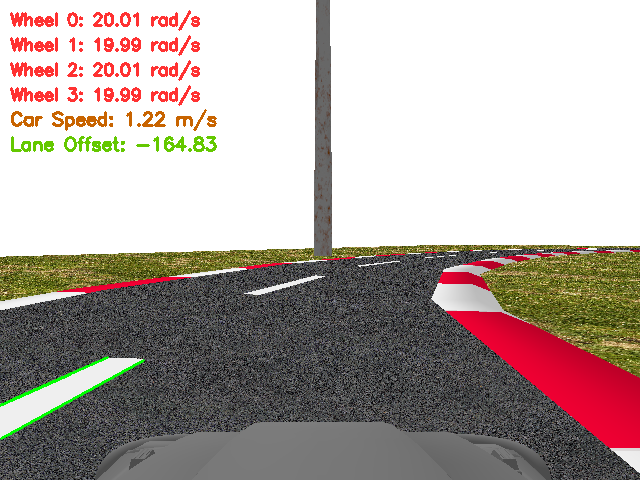 Wheel 0: 20.01 rad/s
Wheel 1: 19.99 rad/s
Wheel 2: 20.01 rad/s
Wheel 3: 19.99 rad/s
Car Speed: 1.22 m/s
Lane Offset: -164.83